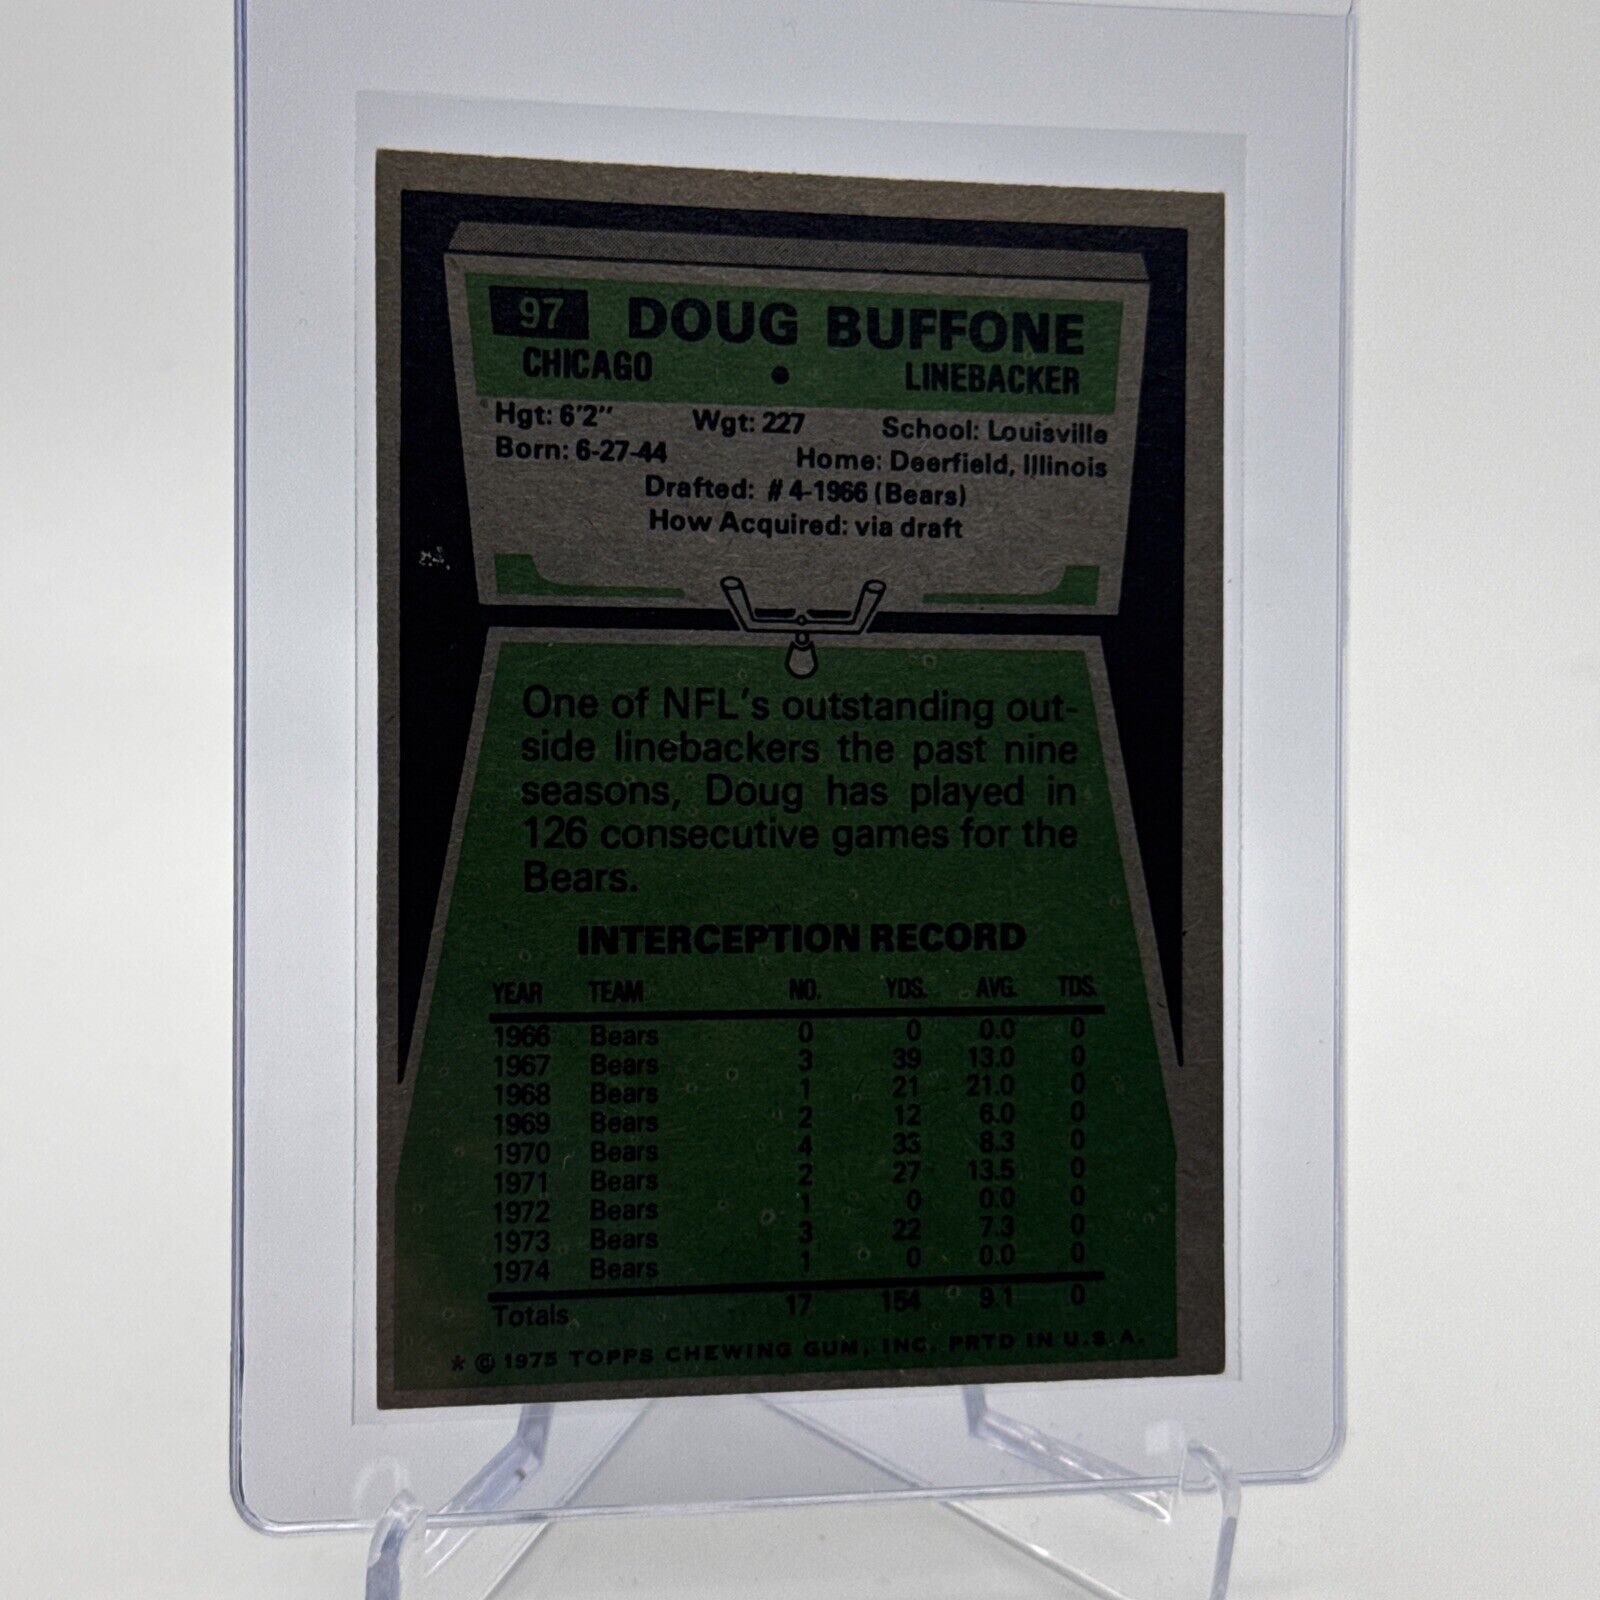 97 DOUG BUFFONE
CHICAGO • LINEBACKER
Hgt: 6'2" Wgt: 227 School: Louisville
Born: 6-27-44 Home: Deerfield, Illinois
Drafted: #4-1966 (Bears)
How Acquired: via draft
One of NFL's outstanding out-
side linebackers the past nine
seasons, Doug has played in
126 consecutive games for the
Bears.
INTERCEPTION RECORD
YEAR TEAM NO. YDS. AVG. TDS.
1966 Bears 0 0 0.0 0
1967 Bears 3 39 13.0 0
1968 Bears 1 21 21.0 0
1969 Bears 2 12 6.0 0
1970 Bears 4 33 8.3 0
1971 Bears 2 27 13.5 0
1972 Bears 1 0 0.0 0
1973 Bears 3 22 7.3 0
1974 Bears 1 0 0.0 0
Totals 17 154 9.1 0
* © 1975 TOPPS CHEWING GUM, INC. PRTD IN U.S.A.